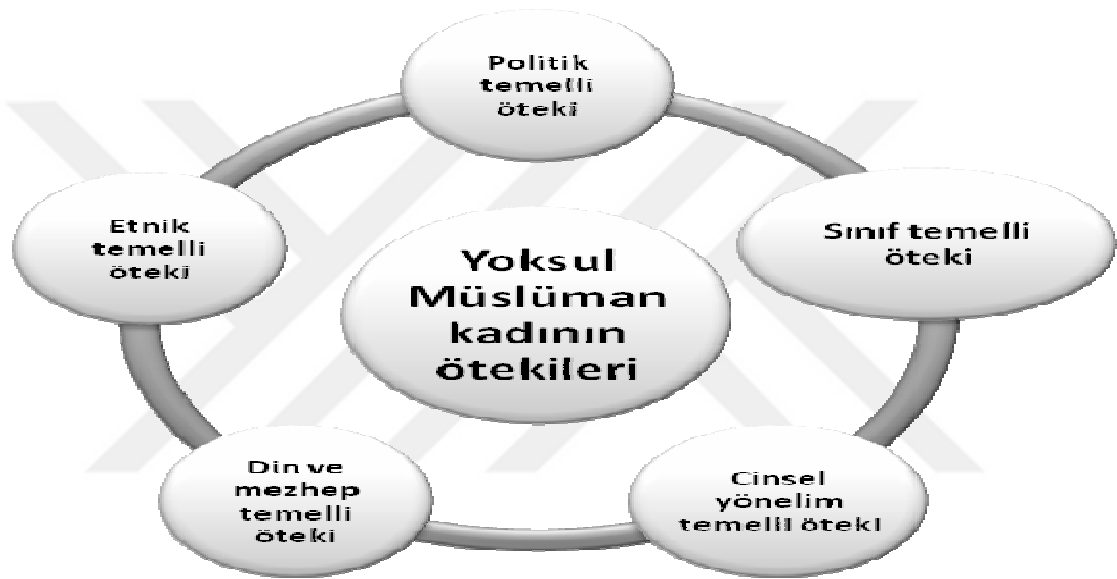 Politik
temelli
öteki
Etnik
temelli
öteki
Sınıf temelli
öteki
Yoksul
Müslüman
kadının
ötekileri
Din ve
mezhep
temelli
öteki
Cinsel
yönelim
temelli öteki